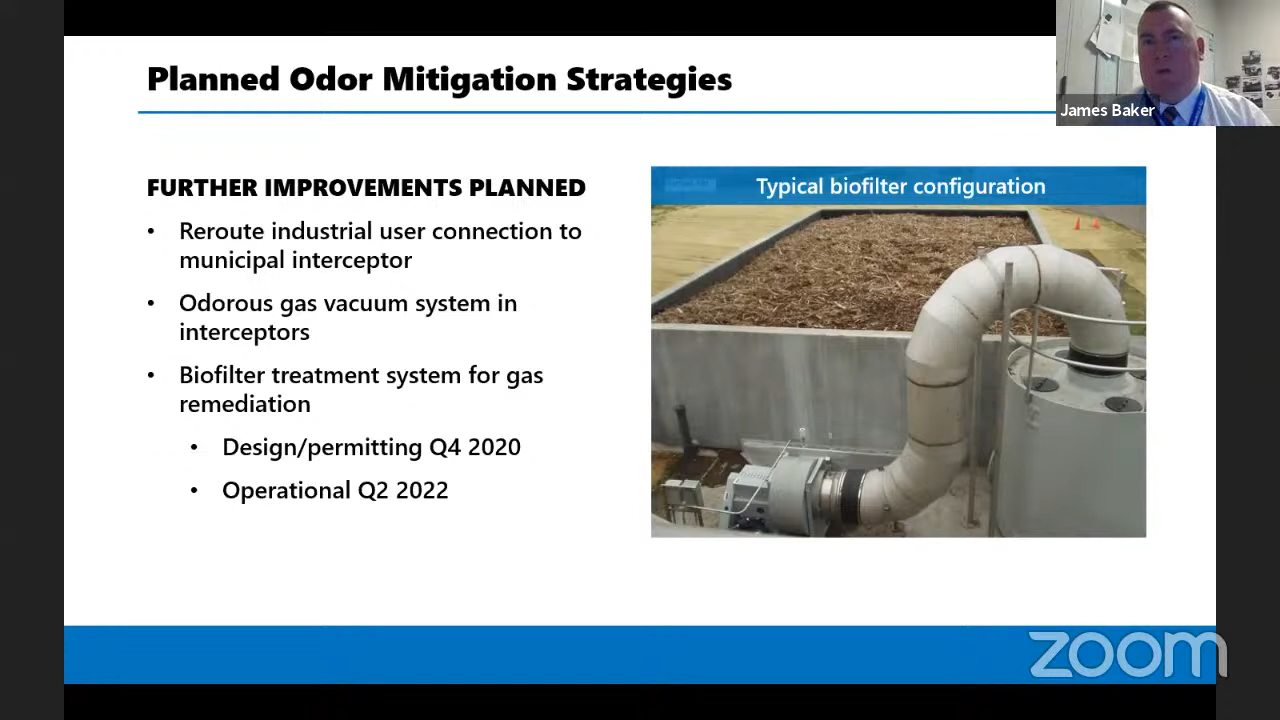 Planned Odor Mitigation Strategies
James Baker
FURTHER IMPROVEMENTS PLANNED
• Reroute industrial user connection to
municipal interceptor
• Odorous gas vacuum system in
interceptors
• Biofilter treatment system for gas
remediation
• Design/permitting Q4 2020
• Operational Q2 2022
Typical biofilter configuration
zoom